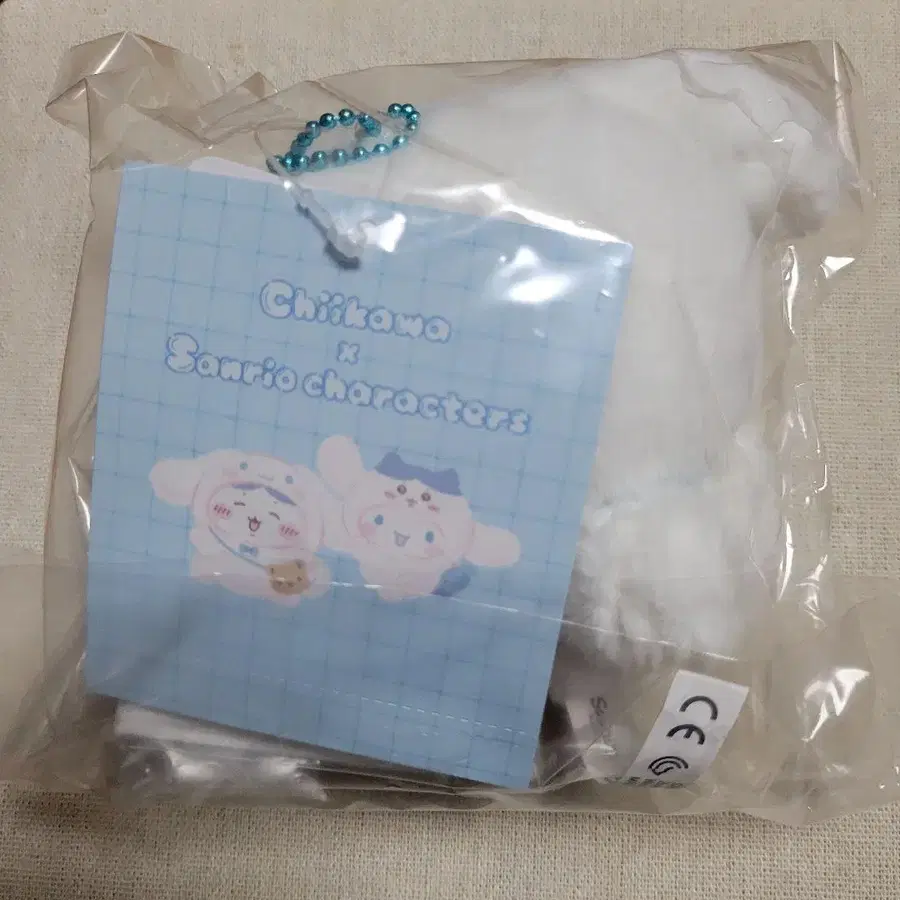 Chiikawa
x
Sanrio characters
CE